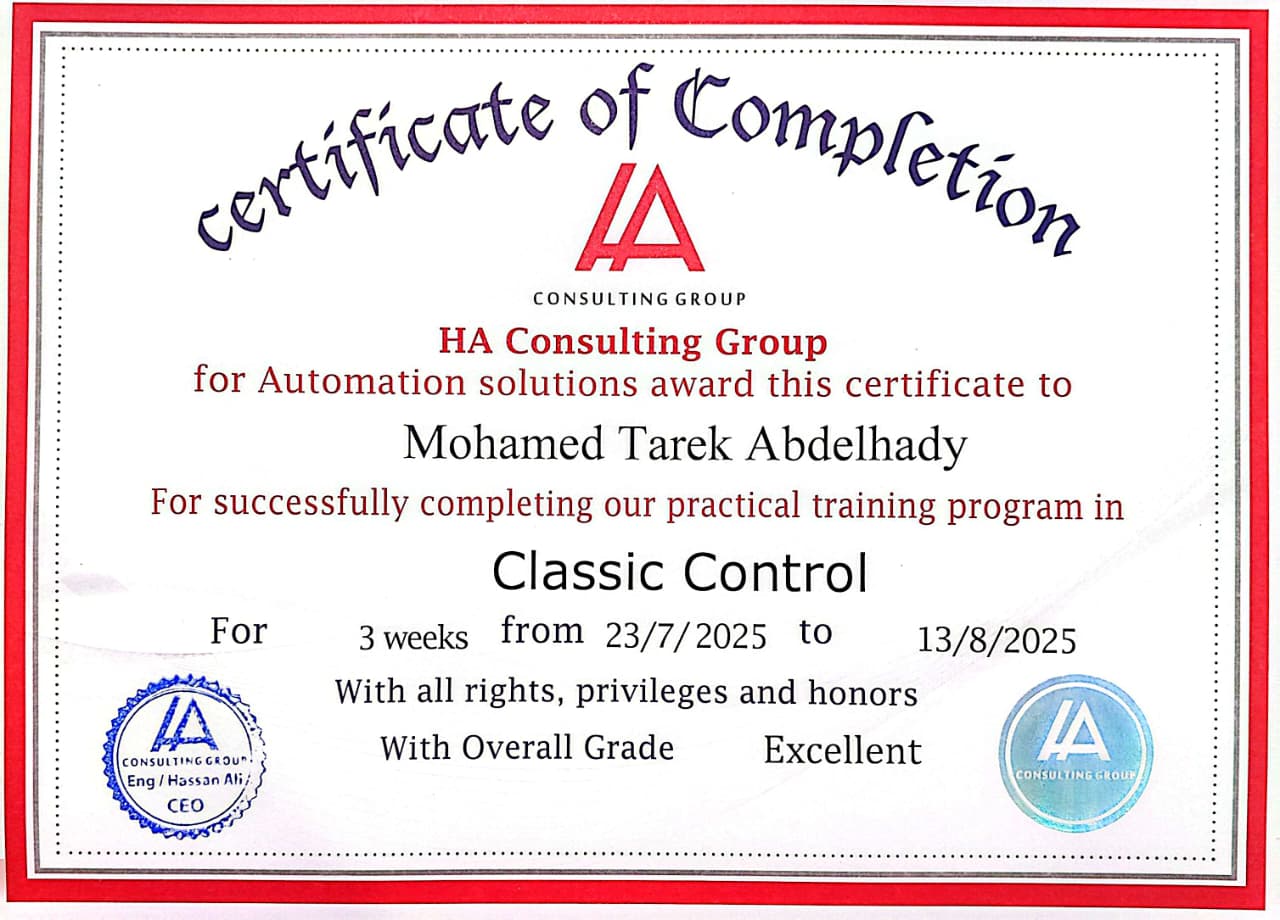 certificate of Completion
HA
CONSULTING GROUP
HA Consulting Group
for Automation solutions award this certificate to
Mohamed Tarek Abdelhady
For successfully completing our practical training program in
Classic Control
For 3 weeks from 23/7/2025 to 13/8/2025
With all rights, privileges and honors
With Overall Grade Excellent
HA
CONSULTING GROUP
Eng / Hassan Ali
CEO
HA
CONSULTING GROUP